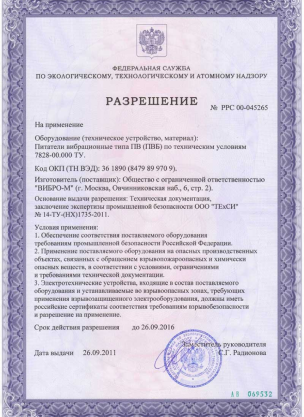 ФЕДЕРАЛЬНАЯ СЛУЖБА
ПО ЭКОЛОГИЧЕСКОМУ, ТЕХНОЛОГИЧЕСКОМУ И АТОМНОМУ НАДЗОРУ
РАЗРЕШЕНИЕ
№ РРС 00-045265
На применение
Оборудование (техническое устройство, материал):
Питатели вибрационные типа ПВ (ПВБ) по техническим условиям
7828-00.000 ТУ.
Код ОКП (ТН ВЭД): 36 1890 (8479 89 970 9).
Изготовитель (поставщик): Общество с ограниченной ответственностью
"ВИБРО-М" (г. Москва, Овчинниковская наб., 6, стр. 2).
Основание выдачи разрешения: Техническая документация,
заключение экспертизы промышленной безопасности ООО "ТЕхСИ"
№ 14-ТУ-(НХ)1735-2011.
Условия применения:
1. Обеспечение соответствия поставляемого оборудования
требованиям промышленной безопасности Российской Федерации.
2. Применение поставляемого оборудования на опасных производственных
объектах, связанных с обращением взрывопожароопасных и химически
опасных веществ, в соответствии с условиями, ограничениями
и требованиями технической документации.
3. Электротехнические устройства, входящие в состав поставляемого
оборудования и устанавливаемые во взрывоопасных зонах, требующих
применения взрывозащищенного электрооборудования, должны иметь
российские сертификаты соответствия требованиям взрывобезопасности
и разрешение на применение.
Срок действия разрешения до 26.09.2016
Заместитель руководителя
Дата выдачи 26.09.2011 С.Г. Радионова
АВ 069532